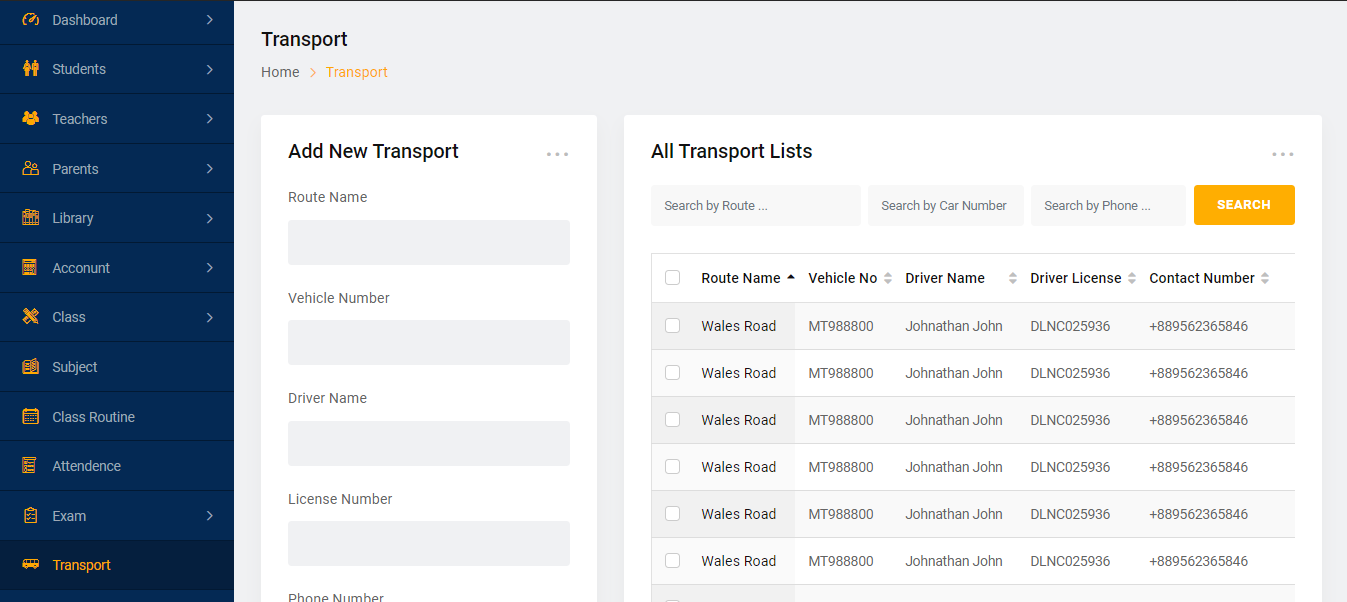 Dashboard
Students
Teachers
Parents
Library
Acconunt
Class
Subject
Class Routine
Attendence
Exam
Transport
Transport
Home > Transport
Add New Transport
Route Name
Vehicle Number
Driver Name
License Number
Phone Number
All Transport Lists
Search by Route ... Search by Car Number Search by Phone ... SEARCH
Route Name Vehicle No Driver Name Driver License Contact Number
Wales Road MT988800 Johnathan John DLNC025936 +889562365846
Wales Road MT988800 Johnathan John DLNC025936 +889562365846
Wales Road MT988800 Johnathan John DLNC025936 +889562365846
Wales Road MT988800 Johnathan John DLNC025936 +889562365846
Wales Road MT988800 Johnathan John DLNC025936 +889562365846
Wales Road MT988800 Johnathan John DLNC025936 +889562365846